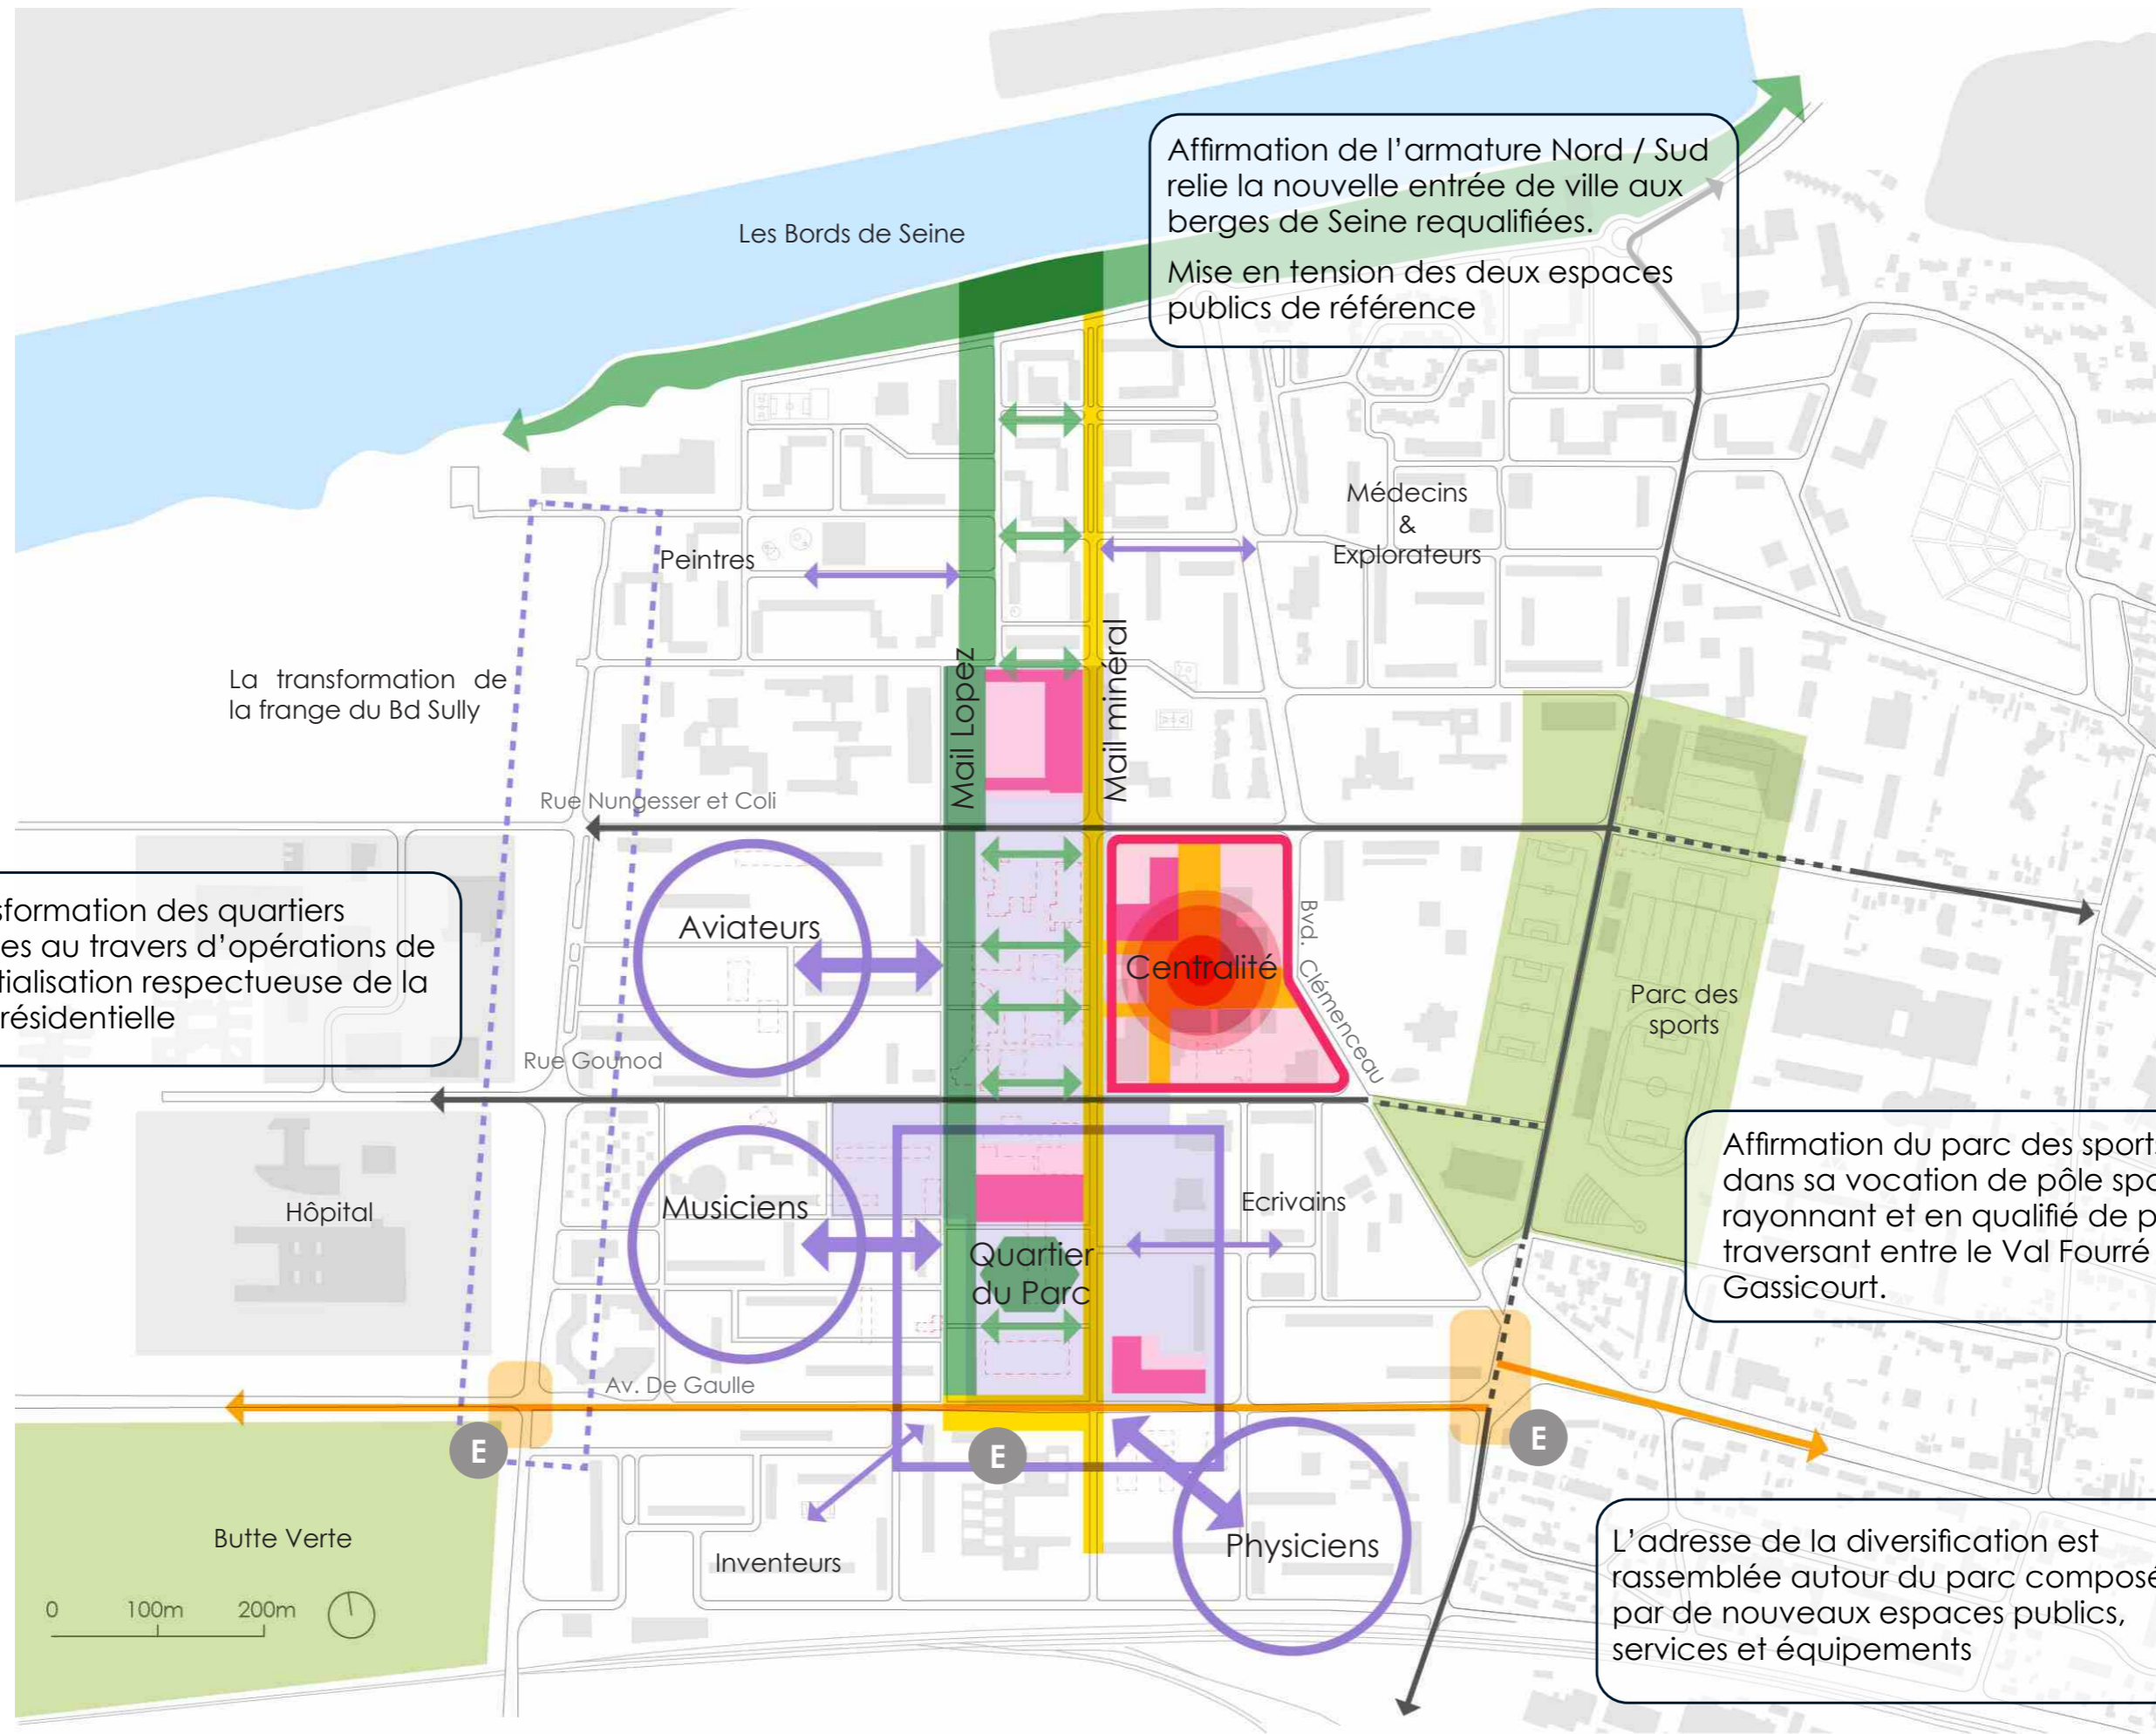 Affirmation de l'armature Nord / Sud
relie la nouvelle entrée de ville aux
berges de Seine requalifiées.
Mise en tension des deux espaces
publics de référence
Les Bords de Seine
Médecins
&
Explorateurs
Peintres
La transformation de
la frange du Bd Sully
Mail Lopez
Mail minéral
Rue Nungesser et Coli
sformation des quartiers
es au travers d'opérations de
tialisation respectueuse de la
résidentielle
Aviateurs
Centralité
Bvd. Clémenceau
Parc des
sports
Rue Gounod
Affirmation du parc des sport
dans sa vocation de pôle spo
rayonnant et en qualifié de p
traversant entre le Val Fourré
Gassicourt.
Hôpital
Musiciens
Ecrivains
Quartier
du Parc
Av. De Gaulle
E
E
E
Butte Verte
0 100m 200m
Inventeurs
Physiciens
L'adresse de la diversification est
rassemblée autour du parc composé
par de nouveaux espaces publics,
services et équipements